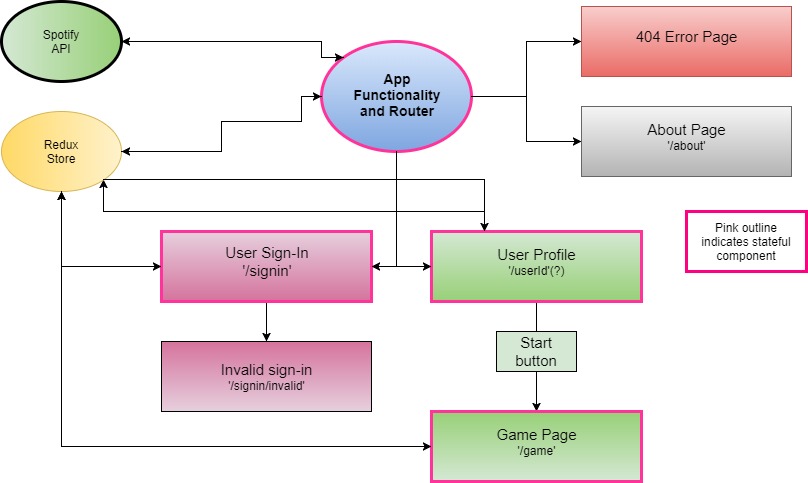 Spotify
API
App
Functionality
and Router
404 Error Page
About Page
'/about'
Redux
Store
Pink outline
indicates stateful
component
User Sign-In
'/signin'
User Profile
'/userId'(?)
Start
button
Invalid sign-in
'/signin/invalid'
Game Page
'/game'